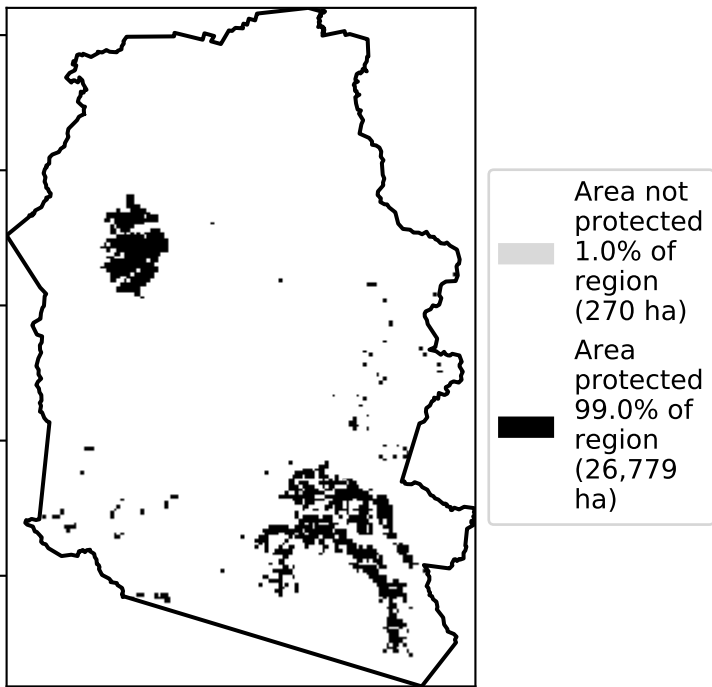 Area not
protected
1.0% of
region
(270 ha)
Area
protected
99.0% of
region
(26,779
ha)